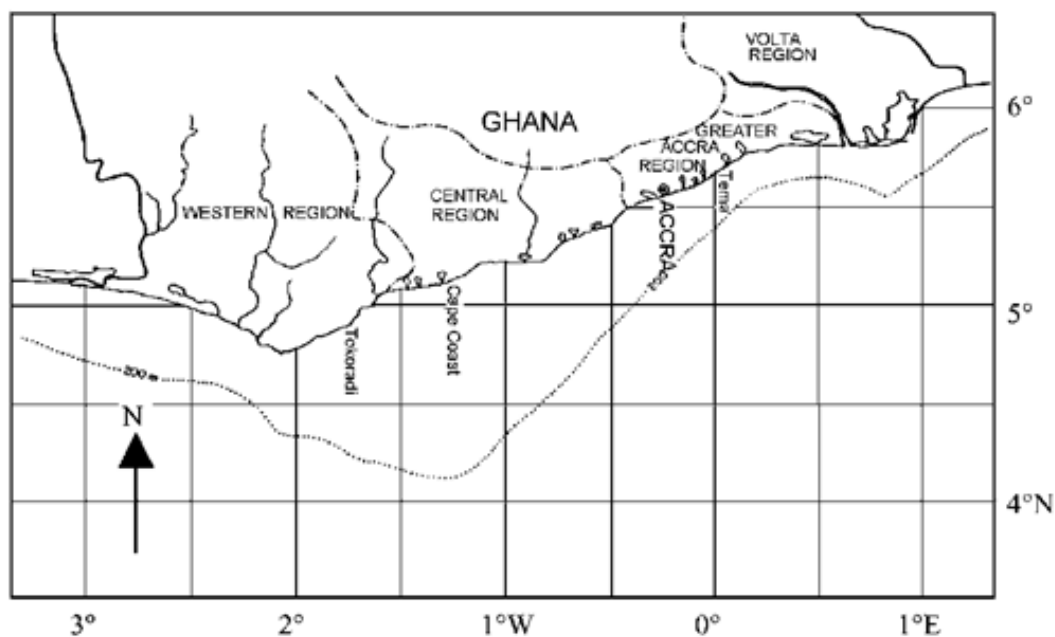 VOLTA
REGION
6°
GHANA
GREATER
ACCRA
REGION
Tema
CENTRAL
REGION
WESTERN REGION
ACCRA
5°
Cape Coast
Takoradi
200 m
N
4°N
3°
2°
1°W
0°
1°E